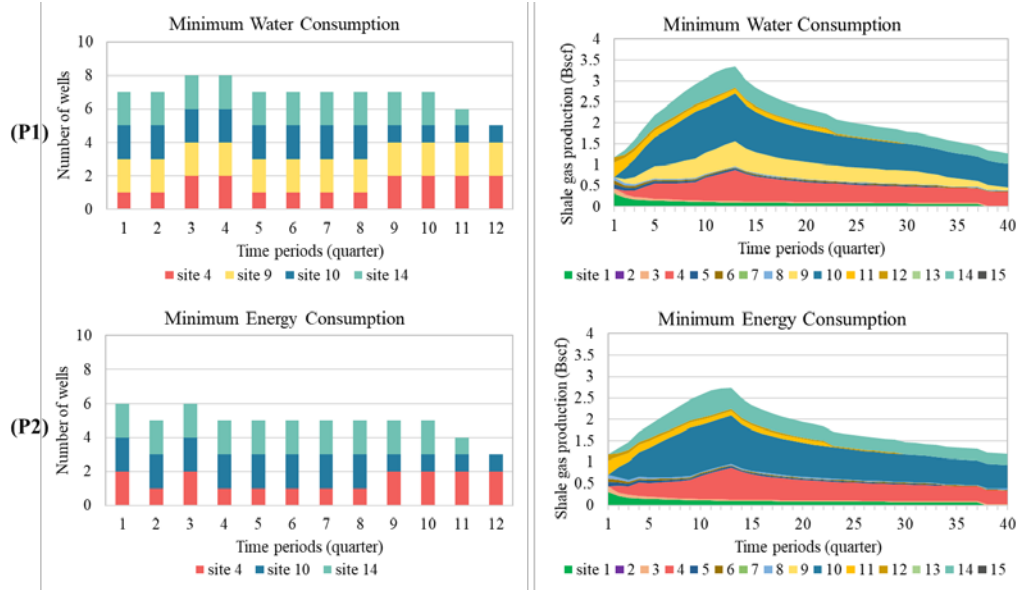 Minimum Water Consumption
10
8
6
4
2
0
Number of wells
(P1)
1 2 3 4 5 6 7 8 9 10 11 12
Time periods (quarter)
site 4 site 9 site 10 site 14
Minimum Water Consumption
4
3.5
3
2.5
2
1.5
1
0.5
0
Shale gas production (Bscf)
1 5 10 15 20 25 30 35 40
Time periods (quarter)
site 1 2 3 4 5 6 7 8 9 10 11 12 13 14 15
Minimum Energy Consumption
10
8
6
4
2
0
Number of wells
(P2)
1 2 3 4 5 6 7 8 9 10 11 12
Time periods (quarter)
site 4 site 10 site 14
Minimum Energy Consumption
4
3.5
3
2.5
2
1.5
1
0.5
0
Shale gas production (Bscf)
1 5 10 15 20 25 30 35 40
Time periods (quarter)
site 1 2 3 4 5 6 7 8 9 10 11 12 13 14 15